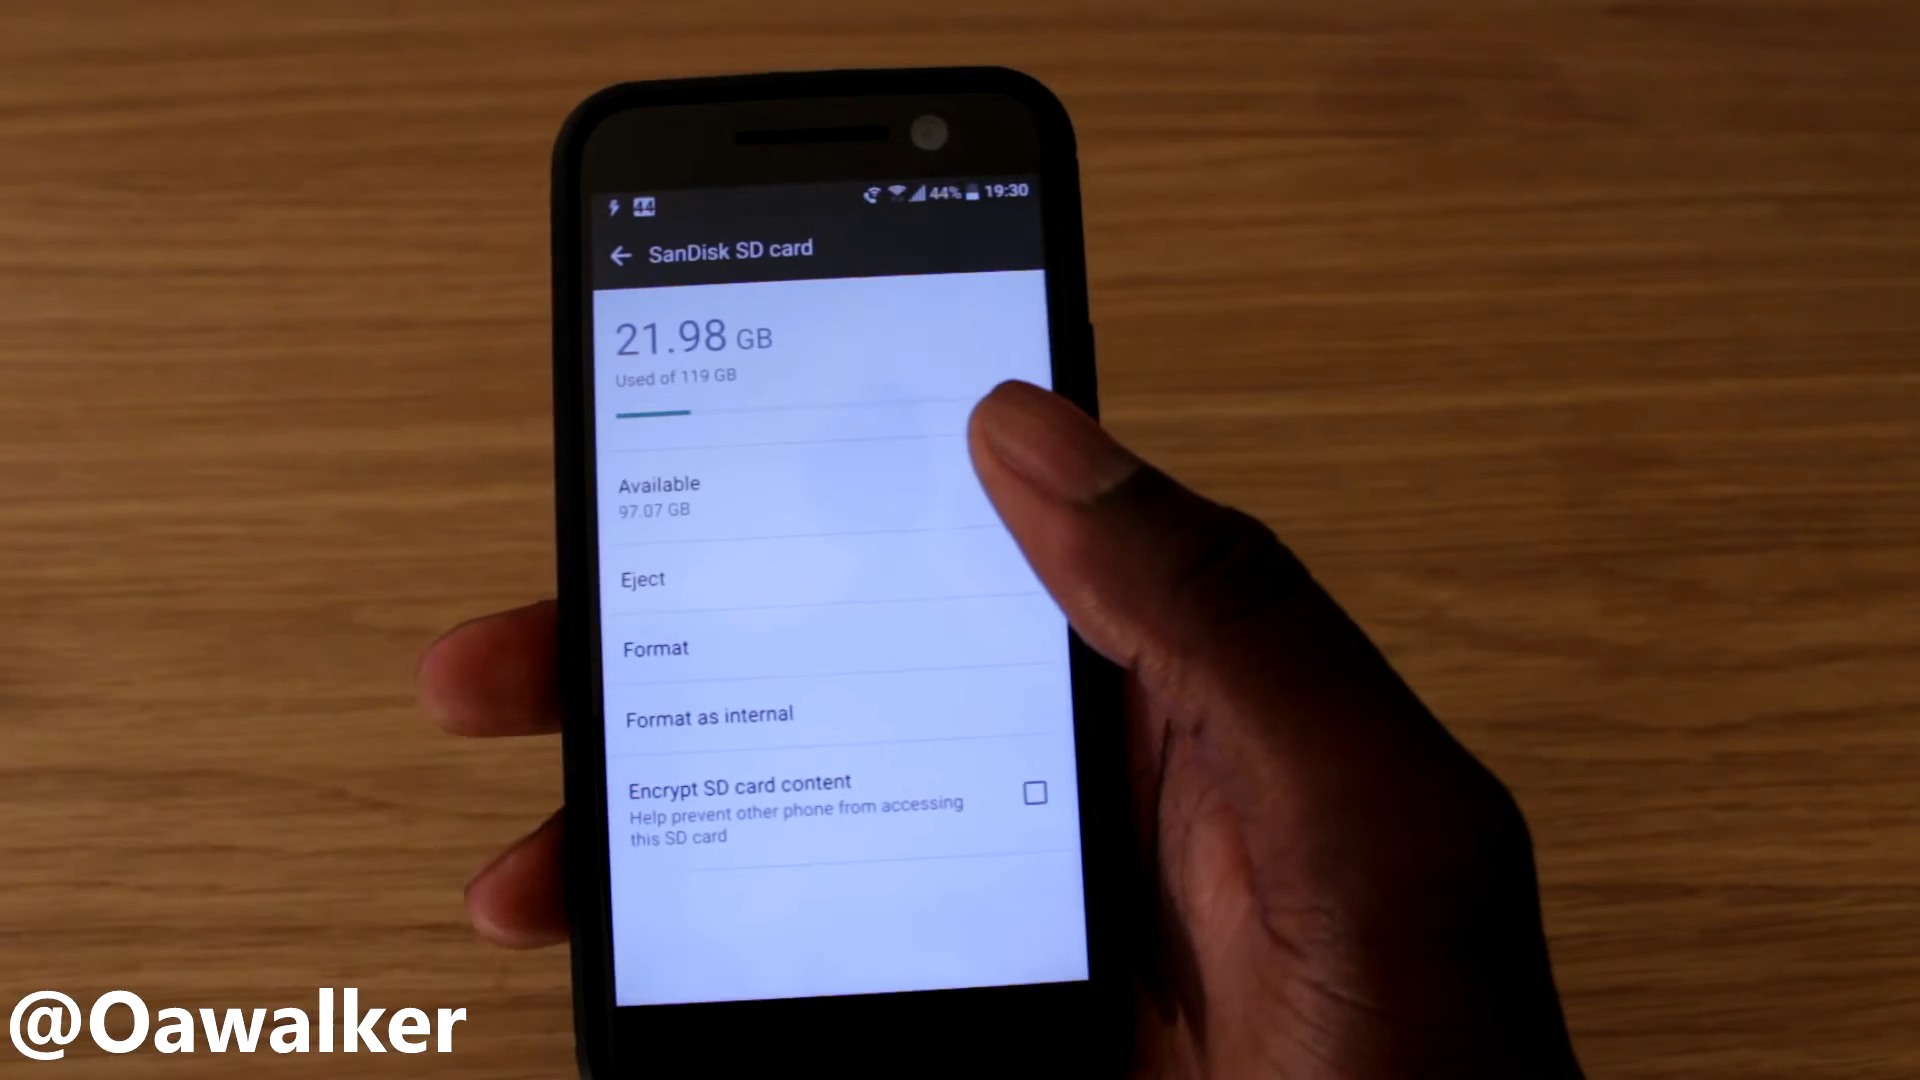 44 44% 19:30
SanDisk SD card
21.98 GB
Used of 119 GB
Available
97.07 GB
Eject
Format
Format as internal
Encrypt SD card content
Help prevent other phone from accessing
this SD card
@Oawalker